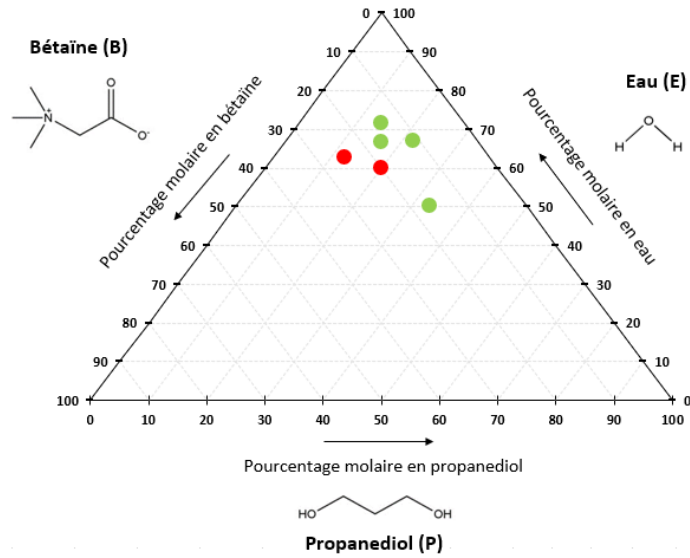 Bétaïne (B)
N⁺
O
O⁻
Pourcentage molaire en bétaïne
0
10
20
30
40
50
60
70
80
90
100
100
90
80
70
60
50
40
30
20
10
0
Pourcentage molaire en eau
Eau (E)
O
H H
0 10 20 30 40 50 60 70 80 90 100
Pourcentage molaire en propanediol
HO OH
Propanediol (P)